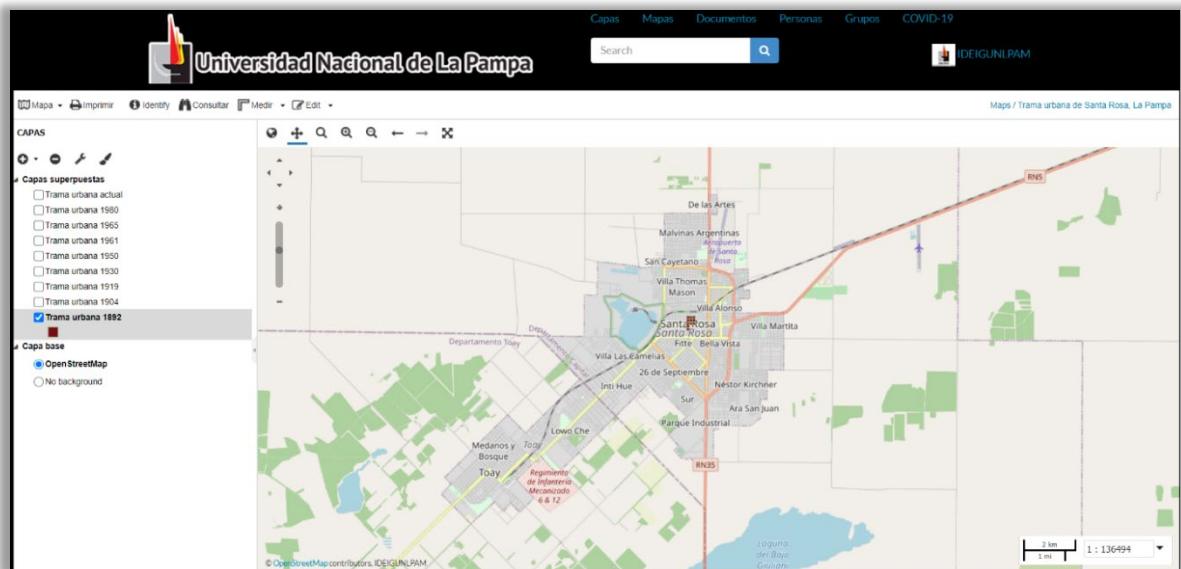 Capas Mapas Documentos Personas Grupos COVID-19
Universidad Nacional de La Pampa
Search
IDEIGUNLPAM
Mapa Imprimir Identify Consultar Medir Edit
Maps / Trama urbana de Santa Rosa, La Pampa
CAPAS
Capas superpuestas
Trama urbana actual
Trama urbana 1980
Trama urbana 1965
Trama urbana 1961
Trama urbana 1950
Trama urbana 1930
Trama urbana 1919
Trama urbana 1904
Trama urbana 1892
Capa base
OpenStreetMap
No background
RN5
De las Artes
Malvinas Argentinas
Aeropuerto
de Santa
Rosa
San Cayetano
Villa Thomas
Mason
Villa Alonso
Santa Rosa
Santa Rosa
Villa Martita
Departamento Toay
Departamento Capital
Fitte Bella Vista
Villa Las Camelias
26 de Septiembre
Inti Hue
Néstor Kirchner
Sur
Ara San Juan
Parque Industrial
Lowo Che
Medanos y
Bosque
Toay
Toay
RN35
Regimiento
de Infantería
Mecanizado
6 & 12
Laguna
del Bajo
Giuliani
2 km
1 mi
1 : 136494
© OpenStreetMap contributors, IDEIGUNLPAM